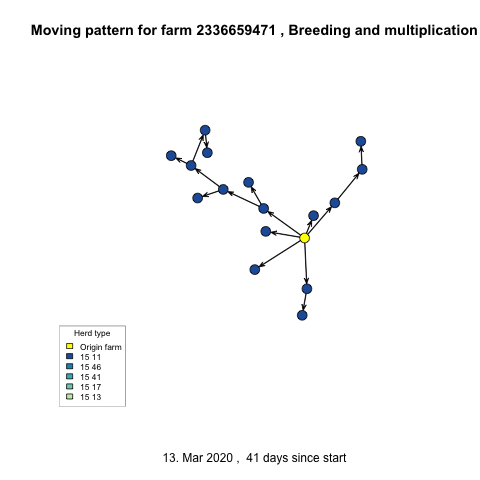 Moving pattern for farm 2336659471 , Breeding and multiplication
Herd type
Origin farm
15 11
15 46
15 41
15 17
15 13
13. Mar 2020 ,  41 days since start